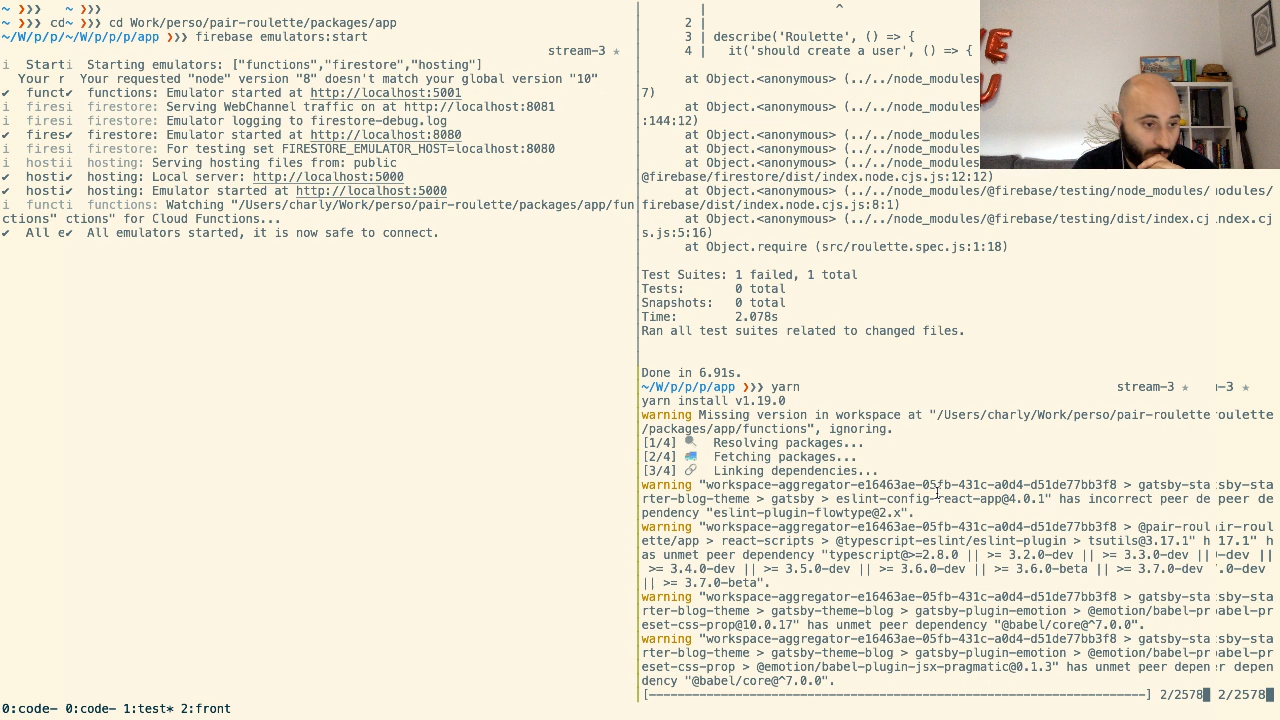 ~ ❯❯❯   ~ ❯❯❯
~ ❯❯❯ cd~ ❯❯❯ cd Work/perso/pair-roulette/packages/app
~/W/p/p/~/W/p/p/p/app ❯❯❯ firebase emulators:start
stream-3 ★
i  Starti  Starting emulators: ["functions","firestore","hosting"]
Your r  Your requested "node" version "8" doesn't match your global version "10"
✔  funct✔  functions: Emulator started at http://localhost:5001
i  firesi  firestore: Serving WebChannel traffic on at http://localhost:8081
i  firesi  firestore: Emulator logging to firestore-debug.log
✔  fires✔  firestore: Emulator started at http://localhost:8080
i  firesi  firestore: For testing set FIRESTORE_EMULATOR_HOST=localhost:8080
i  hostii  hosting: Serving hosting files from: public
✔  hosti✔  hosting: Local server: http://localhost:5000
✔  hosti✔  hosting: Emulator started at http://localhost:5000
i  functi  functions: Watching "/Users/charly/Work/perso/pair-roulette/packages/app/fun
ctions" ctions" for Cloud Functions...
✔  All e✔  All emulators started, it is now safe to connect.
|                  ^
2 |
3 | describe('Roulette', () => {
4 |   it('should create a user', () => {
at Object.<anonymous> (../../node_modules
7)
at Object.<anonymous> (../../node_modules
:144:12)
at Object.<anonymous> (../../node_modules
at Object.<anonymous> (../../node_modules
at Object.<anonymous> (../../node_modules
@firebase/firestore/dist/index.node.cjs.js:12:12)
at Object.<anonymous> (../../node_modules/@firebase/testing/node_modules/ modules/
firebase/dist/index.node.cjs.js:8:1)
at Object.<anonymous> (../../node_modules/@firebase/testing/dist/index.cj ndex.cj
s.js:5:16)
at Object.require (src/roulette.spec.js:1:18)
Test Suites: 1 failed, 1 total
Tests:       0 total
Snapshots:   0 total
Time:        2.078s
Ran all test suites related to changed files.
Done in 6.91s.
~/W/p/p/p/app ❯❯❯ yarn stream-3 ★ -3 ★
yarn install v1.19.0
warning Missing version in workspace at "/Users/charly/Work/perso/pair-roulette roulette
/packages/app/functions", ignoring.
[1/4] 🔍  Resolving packages...
[2/4] 🚚  Fetching packages...
[3/4] 🔗  Linking dependencies...
warning "workspace-aggregator-e16463ae-05fb-431c-a0d4-d51de77bb3f8 > gatsby-sta sby-sta
rter-blog-theme > gatsby > eslint-config-react-app@4.0.1" has incorrect peer de peer de
pendency "eslint-plugin-flowtype@2.x".
warning "workspace-aggregator-e16463ae-05fb-431c-a0d4-d51de77bb3f8 > @pair-roul ir-roul
ette/app > react-scripts > @typescript-eslint/eslint-plugin > tsutils@3.17.1" h 17.1" h
as unmet peer dependency "typescript@>=2.8.0 || >= 3.2.0-dev || >= 3.3.0-dev || -dev ||
>= 3.4.0-dev || >= 3.5.0-dev || >= 3.6.0-dev || >= 3.6.0-beta || >= 3.7.0-dev .0-dev
|| >= 3.7.0-beta".
warning "workspace-aggregator-e16463ae-05fb-431c-a0d4-d51de77bb3f8 > gatsby-sta sby-sta
rter-blog-theme > gatsby-theme-blog > gatsby-plugin-emotion > @emotion/babel-pr abel-pr
eset-css-prop@10.0.17" has unmet peer dependency "@babel/core@^7.0.0".
warning "workspace-aggregator-e16463ae-05fb-431c-a0d4-d51de77bb3f8 > gatsby-sta sby-sta
rter-blog-theme > gatsby-theme-blog > gatsby-plugin-emotion > @emotion/babel-pr abel-pr
eset-css-prop > @emotion/babel-plugin-jsx-pragmatic@0.1.3" has unmet peer depen r depen
dency "@babel/core@^7.0.0".
[----------------------------------------------------------------------] 2/2578 2/2578
0:code- 0:code- 1:test* 2:front